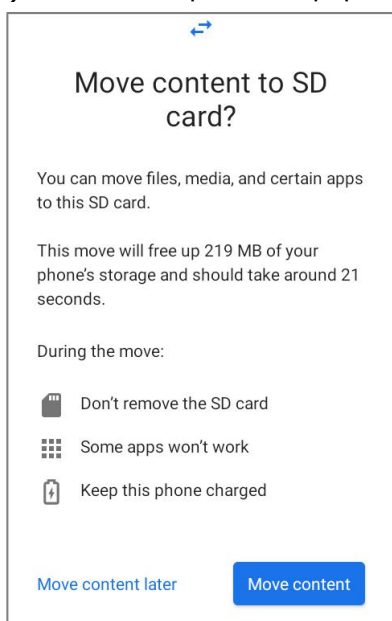 Move content to SD
card?
You can move files, media, and certain apps
to this SD card.
This move will free up 219 MB of your
phone's storage and should take around 21
seconds.
During the move:
Don't remove the SD card
Some apps won't work
Keep this phone charged
Move content later
Move content